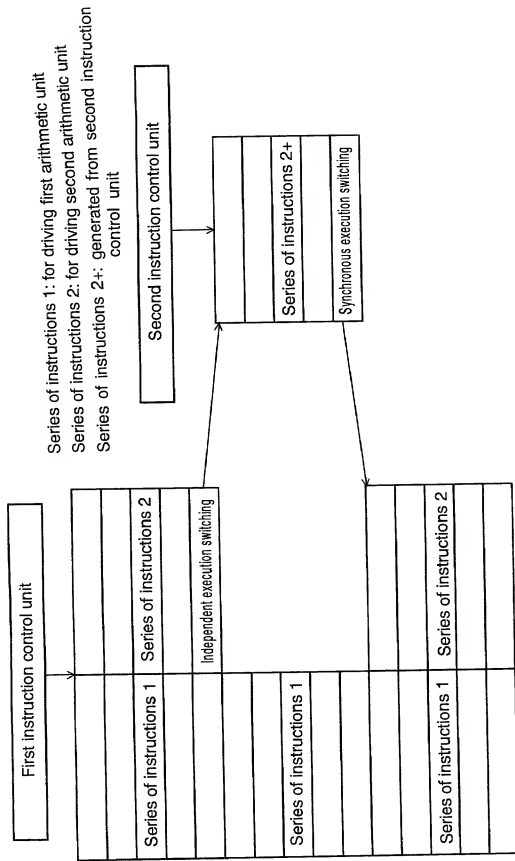 Series of instructions 1: for driving first arithmetic unit
Series of instructions 2: for driving second arithmetic unit
Series of instructions 2+: generated from second instruction
control unit
First instruction control unit
Second instruction control unit
Series of instructions 1
Series of instructions 2
Independent execution switching
Series of instructions 1
Series of instructions 2+
Synchronous execution switching
Series of instructions 1
Series of instructions 2